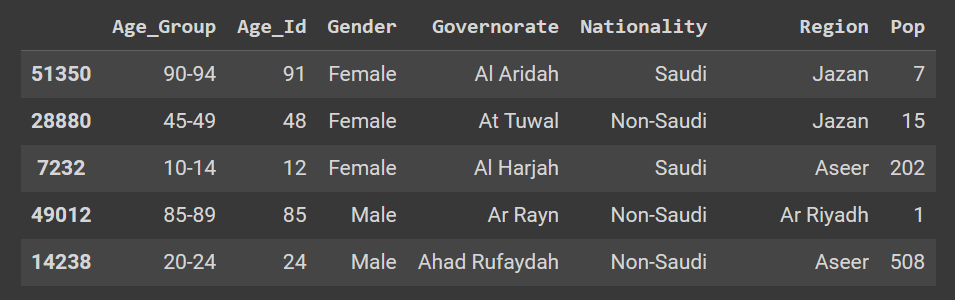 Age_Group Age_Id Gender Governorate Nationality Region Pop
51350 90-94 91 Female Al Aridah Saudi Jazan 7
28880 45-49 48 Female At Tuwal Non-Saudi Jazan 15
7232 10-14 12 Female Al Harjah Saudi Aseer 202
49012 85-89 85 Male Ar Rayn Non-Saudi Ar Riyadh 1
14238 20-24 24 Male Ahad Rufaydah Non-Saudi Aseer 508